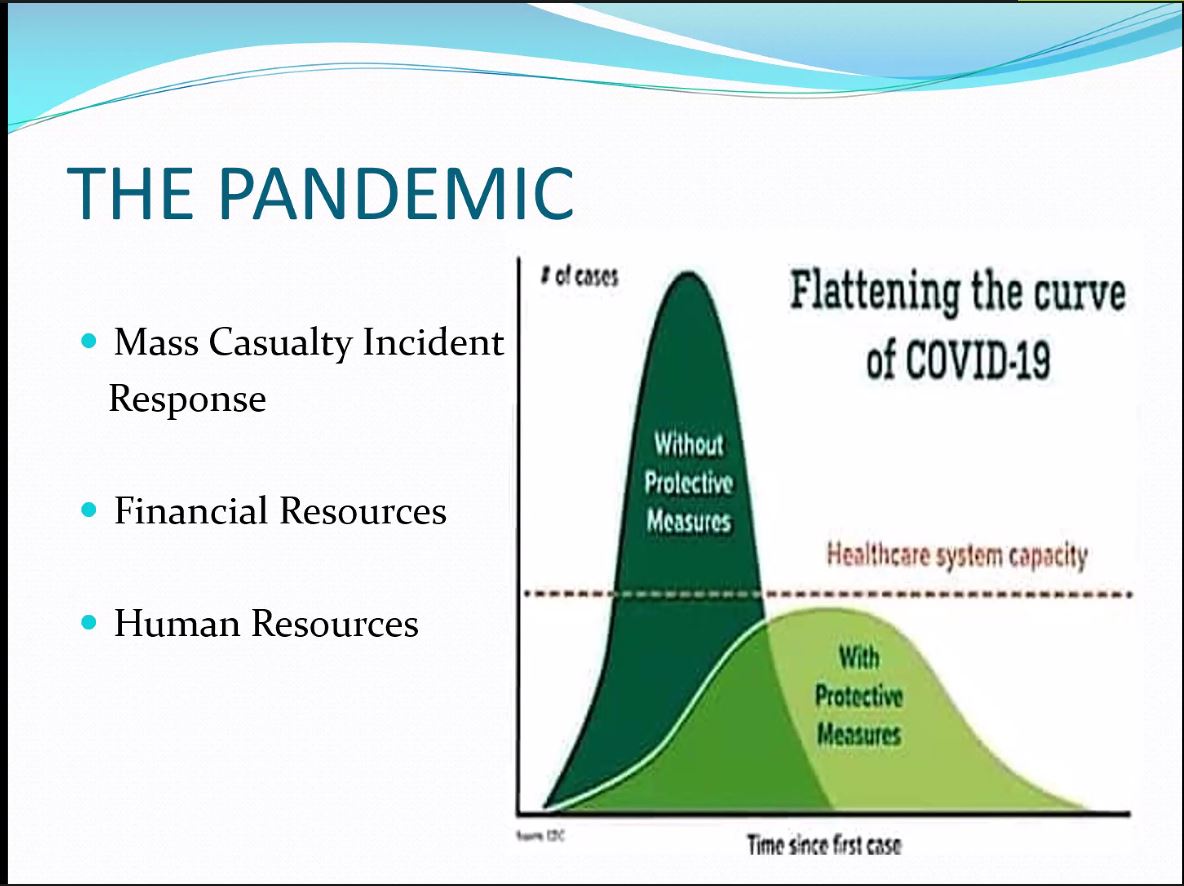 THE PANDEMIC
• Mass Casualty Incident
Response
• Financial Resources
• Human Resources
# of cases
Flattening the curve
of COVID-19
Without
Protective
Measures
Healthcare system capacity
With
Protective
Measures
CDC
Time since first case